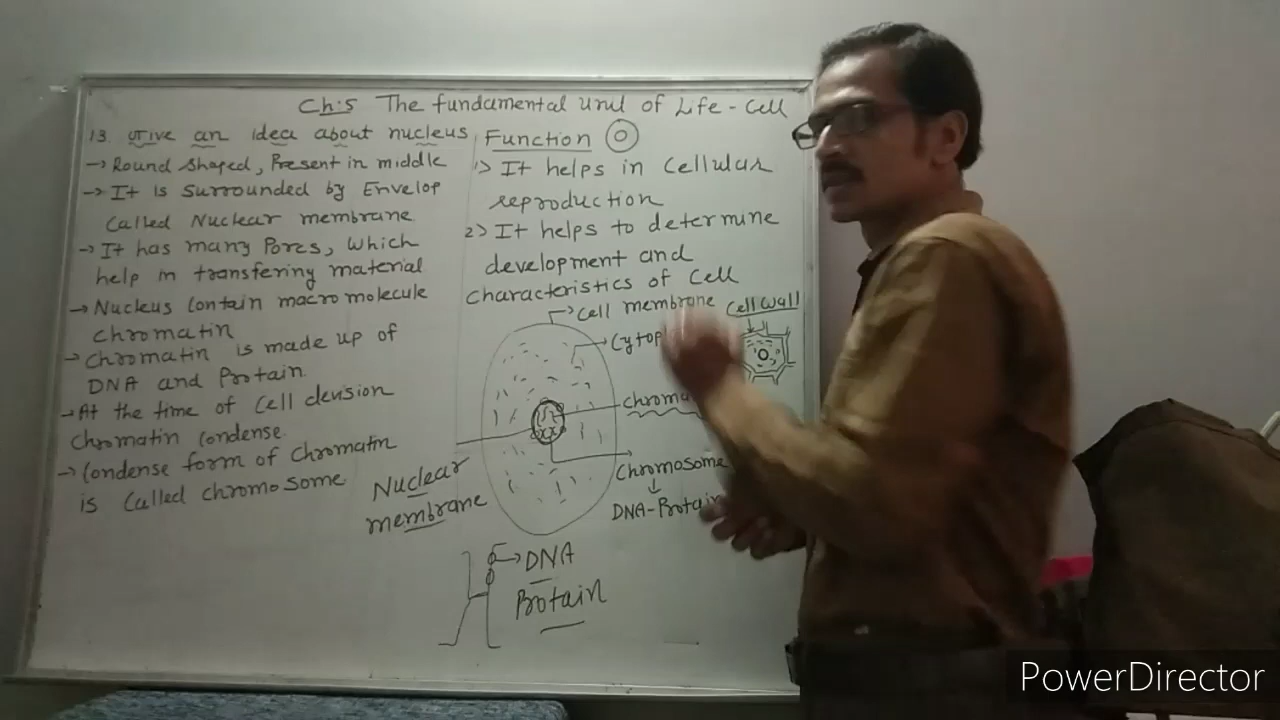 Ch:5 The fundamental unit of Life - Cell
13. Give an idea about nucleus
→ Round shaped, Present in middle
→ It is surrounded by Envelop
Called Nuclear membrane
→ It has many Pores, which
help in transfering material
→ Nucleus Contain macromolecule
Chromatin
→ Chromatin is made up of
DNA and Protain
→ At the time of Cell devision
Chromatin Condense.
→ Condense form of Chromatin
is Called Chromosome
Function
1> It helps in Cellular
reproduction
2> It helps to determine
development and
Characteristics of Cell
Cell membrane
Cell wall
Chromosome
DNA-Protain
Nuclear
membrane
DNA
Protain
PowerDirector